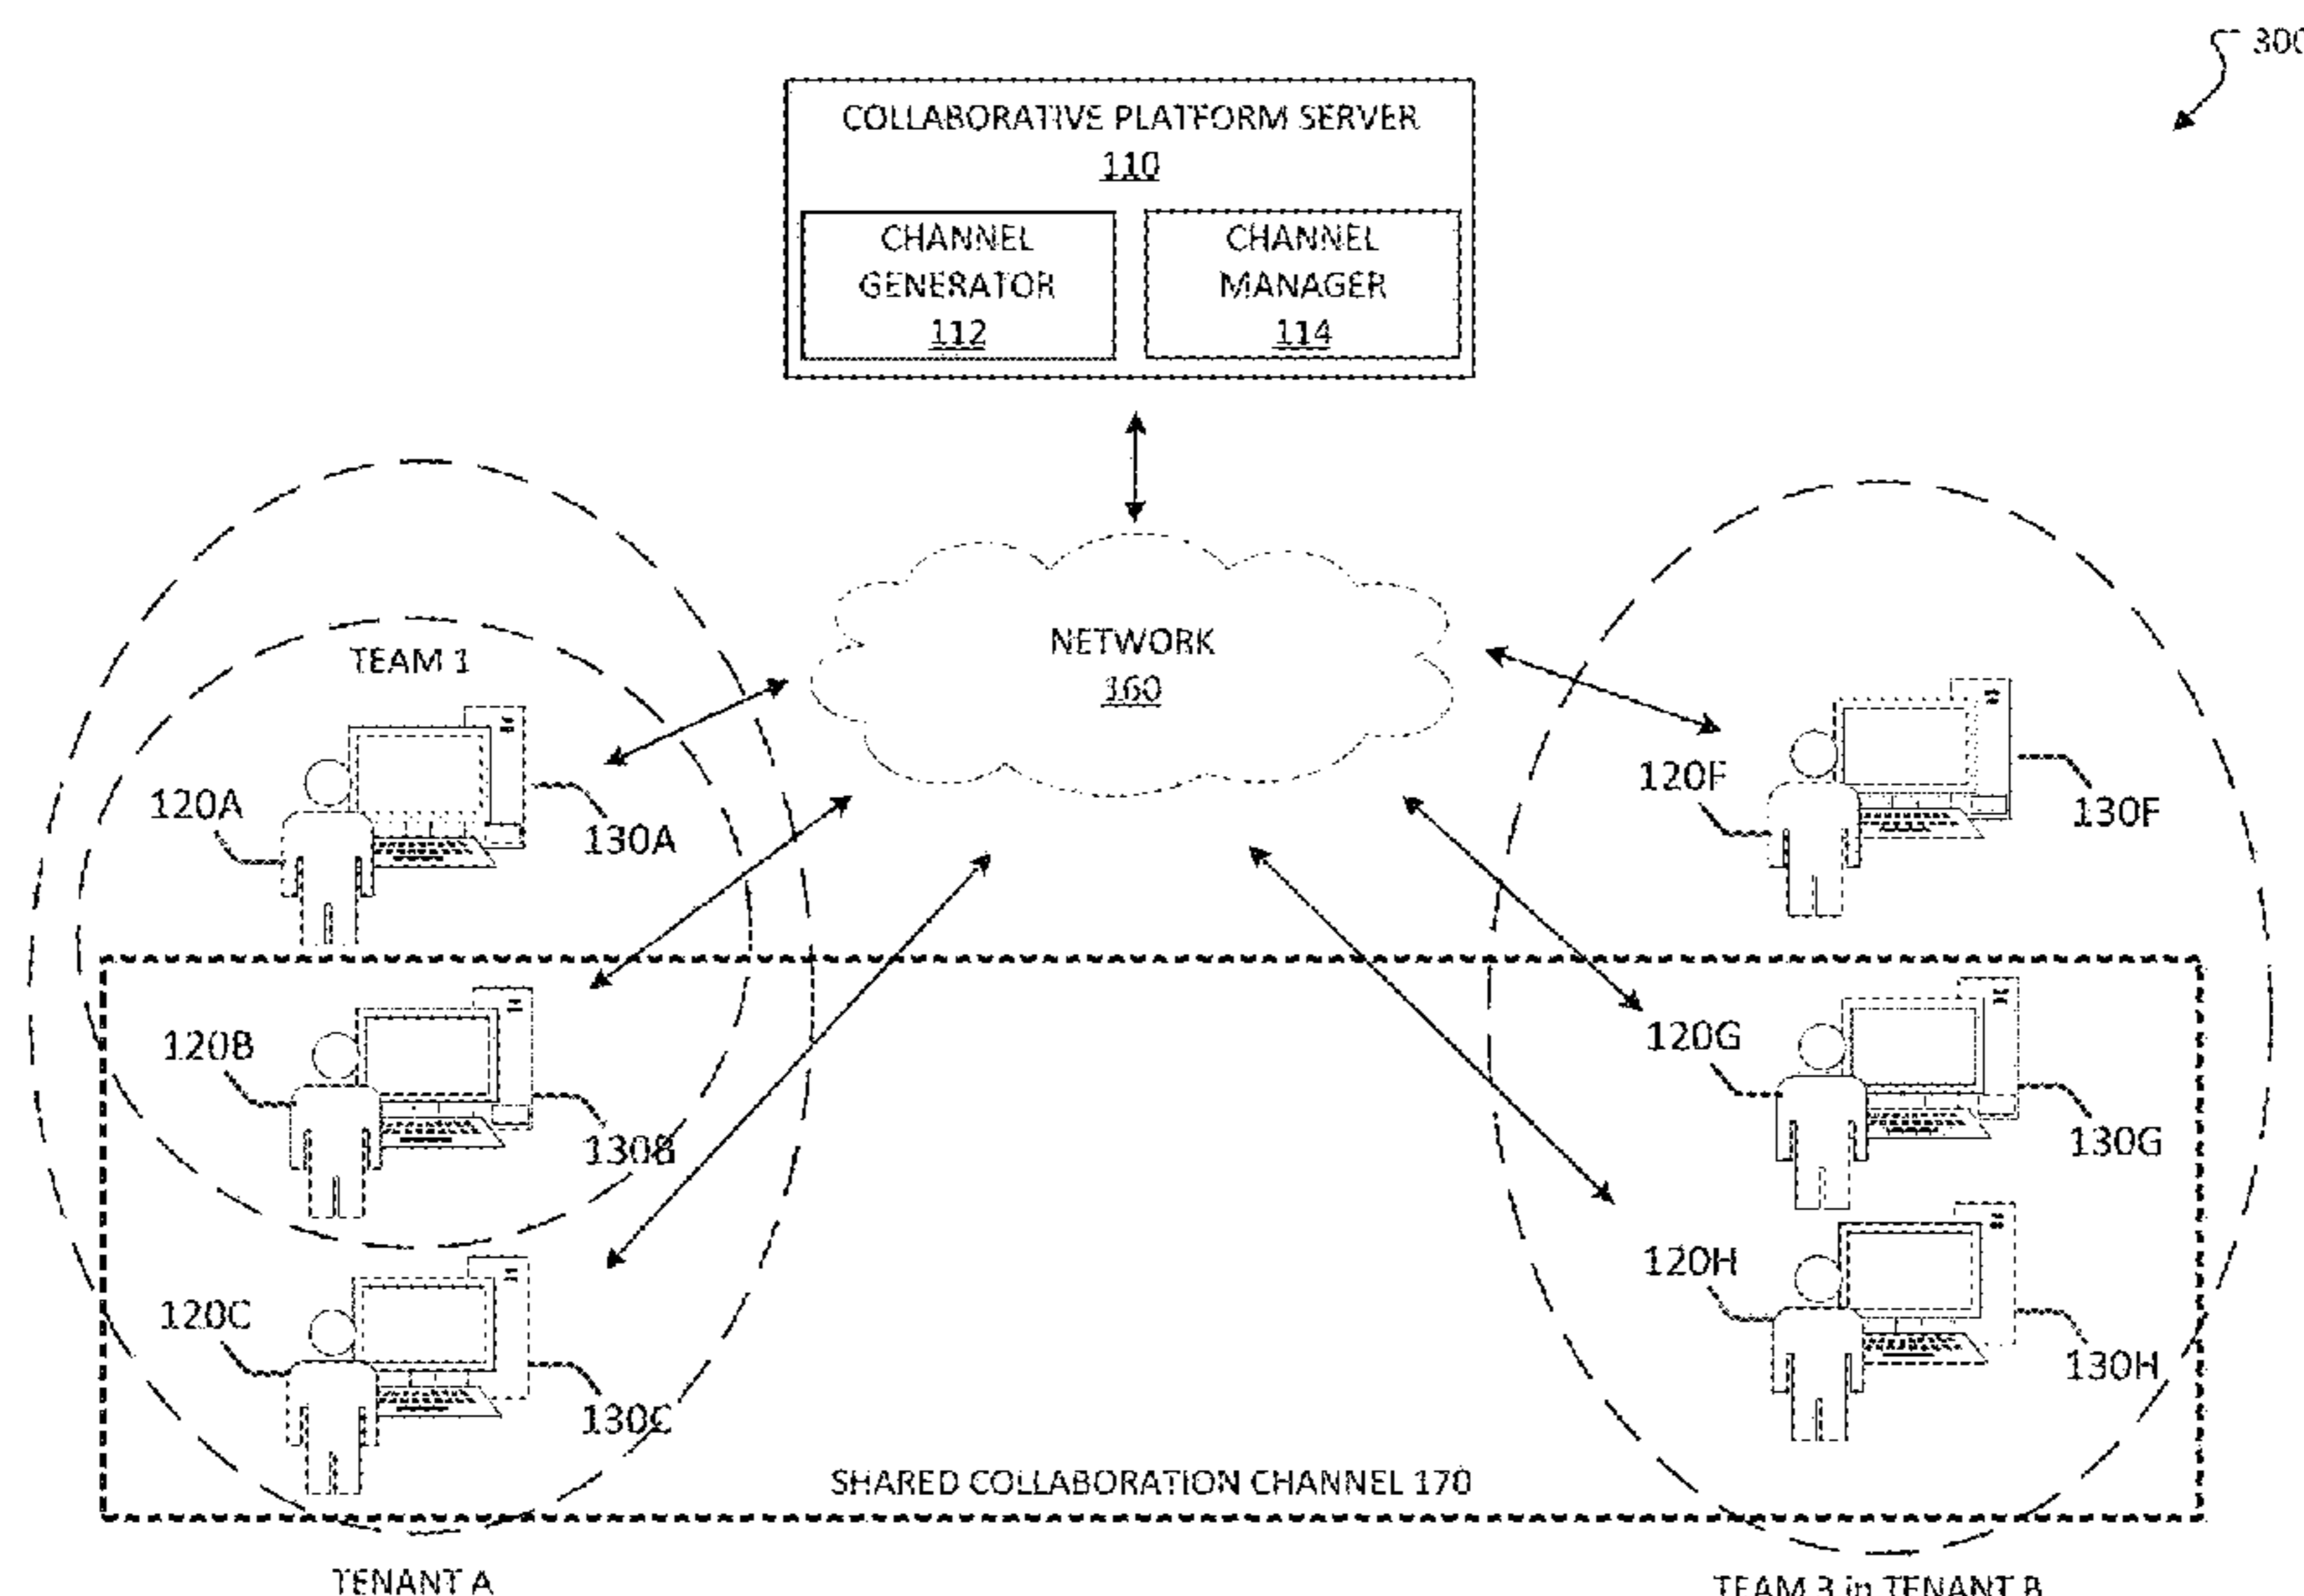 300
COLLABORATIVE PLATFORM SERVER
110
CHANNEL
GENERATOR
112
CHANNEL
MANAGER
114
NETWORK
160
TEAM 1
120A
130A
120B
130B
120C
130C
120F
130F
120G
130G
120H
130H
SHARED COLLABORATION CHANNEL 170
TENANT A
TEAM 3 in TENANT B